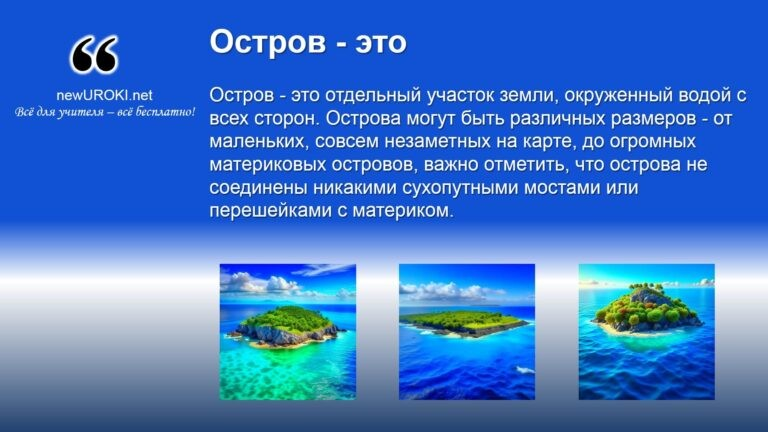 Остров - это
newUROKI.net
Всё для учителя – всё бесплатно!
Остров - это отдельный участок земли, окруженный водой с
всех сторон. Острова могут быть различных размеров - от
маленьких, совсем незаметных на карте, до огромных
материковых островов, важно отметить, что острова не
соединены никакими сухопутными мостами или
перешейками с материком.